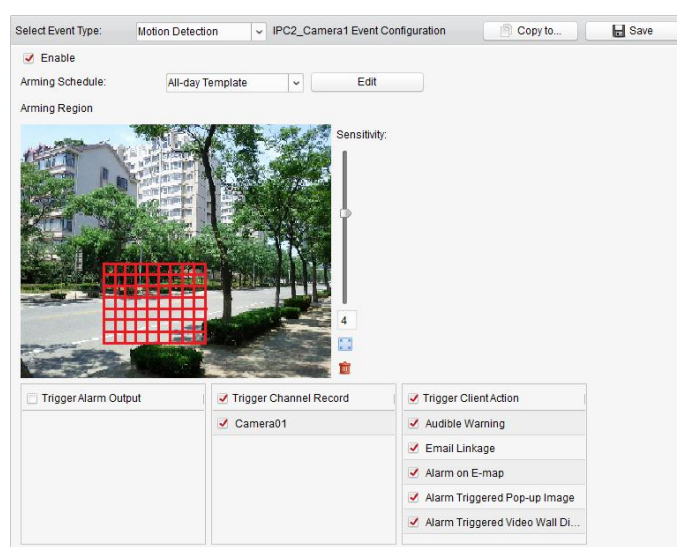 Select Event Type: Motion Detection IPC2_Camera1 Event Configuration Copy to... Save
Enable
Arming Schedule: All-day Template Edit
Arming Region
Sensitivity:
4
Trigger Alarm Output Trigger Channel Record Trigger Client Action
Camera01 Audible Warning
Email Linkage
Alarm on E-map
Alarm Triggered Pop-up Image
Alarm Triggered Video Wall Di...